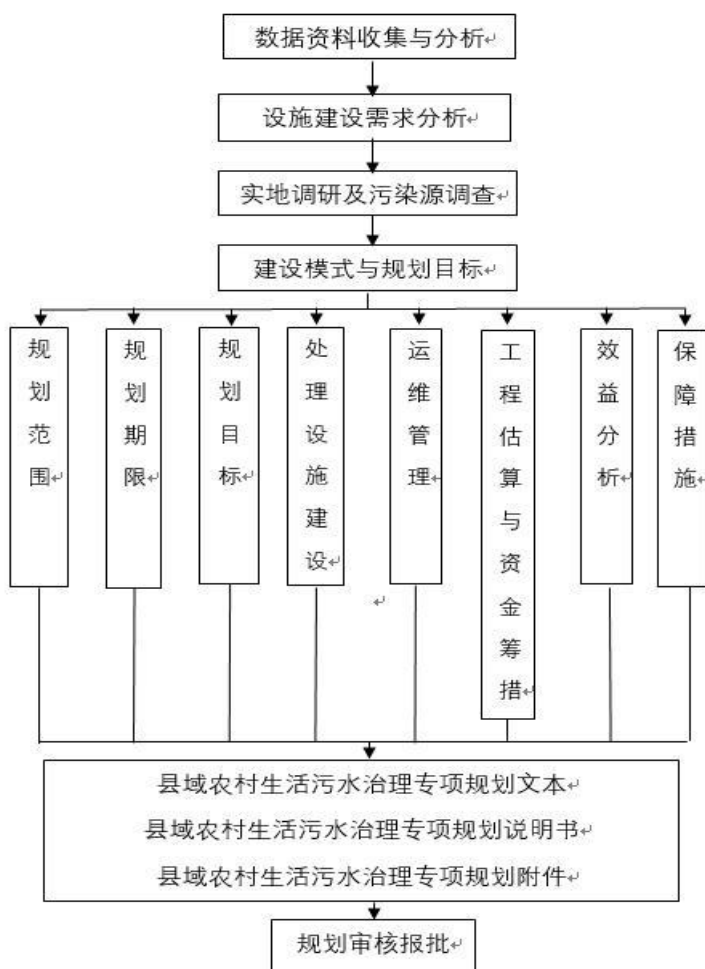 数据资料收集与分析
设施建设需求分析
实地调研及污染源调查
建设模式与规划目标
规划范围
规划期限
规划目标
处理设施建设
运维管理
工程估算与资金筹措
效益分析
保障措施
县域农村生活污水治理专项规划文本
县域农村生活污水治理专项规划说明书
县域农村生活污水治理专项规划附件
规划审核报批